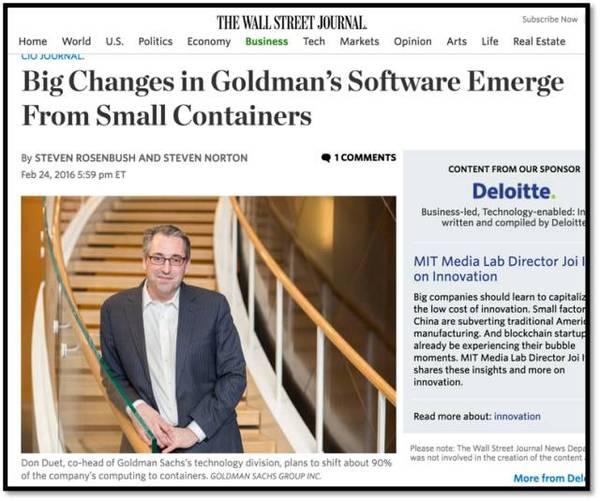 THE WALL STREET JOURNAL.
Subscribe Now
Home World U.S. Politics Economy Business Tech Markets Opinion Arts Life Real Estate
CIO JOURNAL.
Big Changes in Goldman's Software Emerge
From Small Containers
By STEVEN ROSENBUSH AND STEVEN NORTON
1 COMMENTS
Feb 24, 2016 5:59 pm ET
Don Duet, co-head of Goldman Sachs's technology division, plans to shift about 90%
of the company's computing to containers. GOLDMAN SACHS GROUP INC.
CONTENT FROM OUR SPONSOR
Deloitte.
Business-led, Technology-enabled: In
written and compiled by Deloitte
MIT Media Lab Director Joi I
on Innovation
Big companies should learn to capitaliz
the low cost of innovation. Small factor
China are subverting traditional Americ
manufacturing. And blockchain startup
already be experiencing their bubble
moments. MIT Media Lab Director Joi I
shares these insights and more on
innovation.
Read more about: innovation
Please note: The Wall Street Journal News Depa
was not involved in the creation of the content
More from Delo